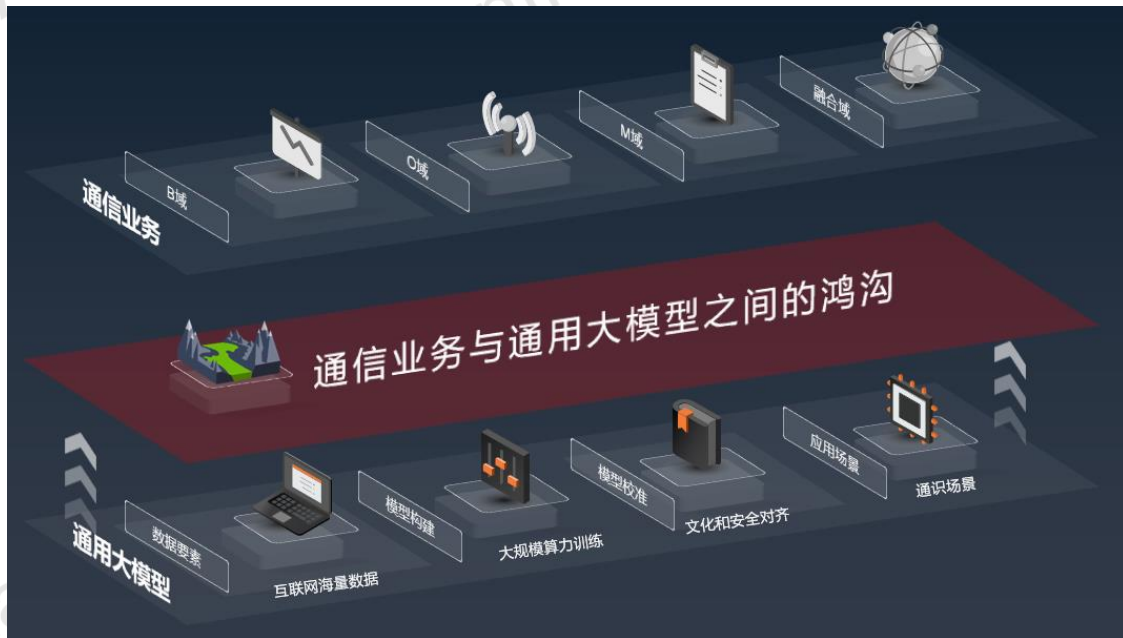 通信业务
B域
O域
M域
融合域
通信业务与通用大模型之间的鸿沟
通用大模型
数据要素
互联网海量数据
模型构建
大规模算力训练
模型校准
文化和安全对齐
应用场景
通识场景